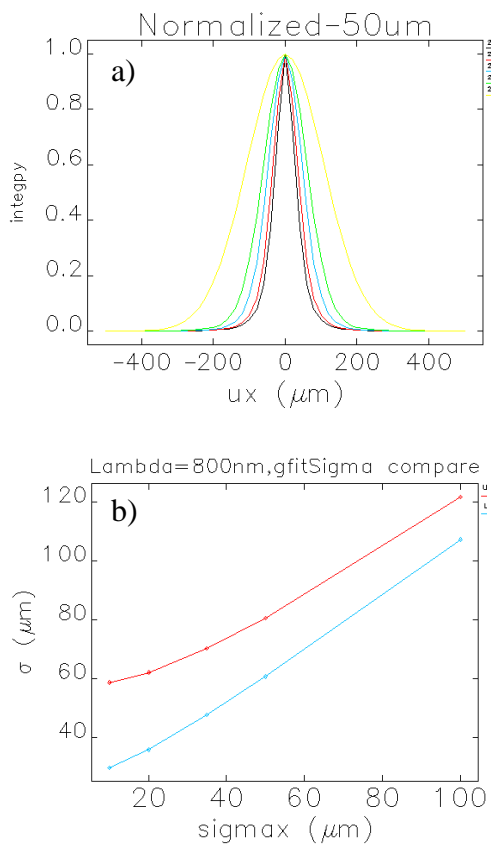 Normalized-50um
a)
1.0
0.8
0.6
0.4
0.2
0.0
integpy
-400 -200 0 200 400
ux (μm)
Lambda=800nm,gfitSigma compare
b)
120
100
80
60
40
σ (μm)
20 40 60 80 100
sigmax (μm)